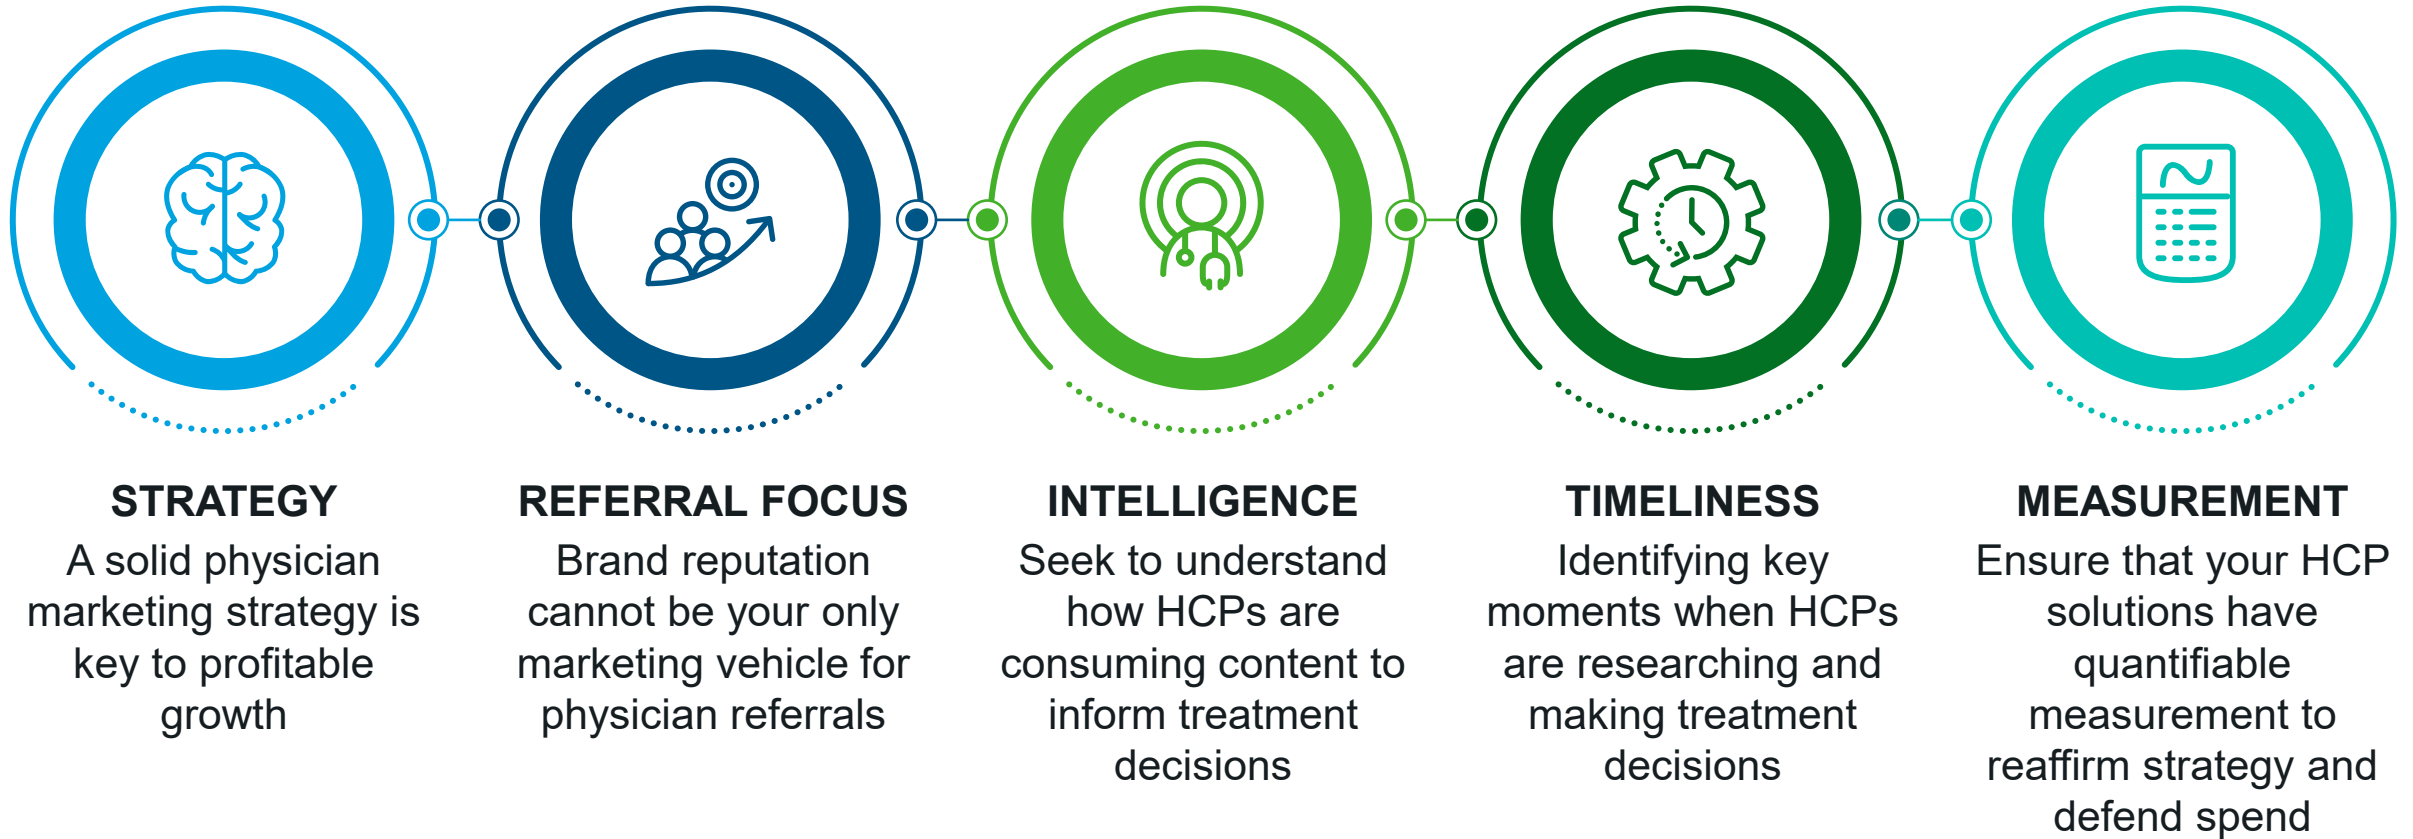 STRATEGY
A solid physician
marketing strategy is
key to profitable
growth
REFERRAL FOCUS
Brand reputation
cannot be your only
marketing vehicle for
physician referrals
INTELLIGENCE
Seek to understand
how HCPs are
consuming content to
inform treatment
decisions
TIMELINESS
Identifying key
moments when HCPs
are researching and
making treatment
decisions
MEASUREMENT
Ensure that your HCP
solutions have
quantifiable
measurement to
reaffirm strategy and
defend spend